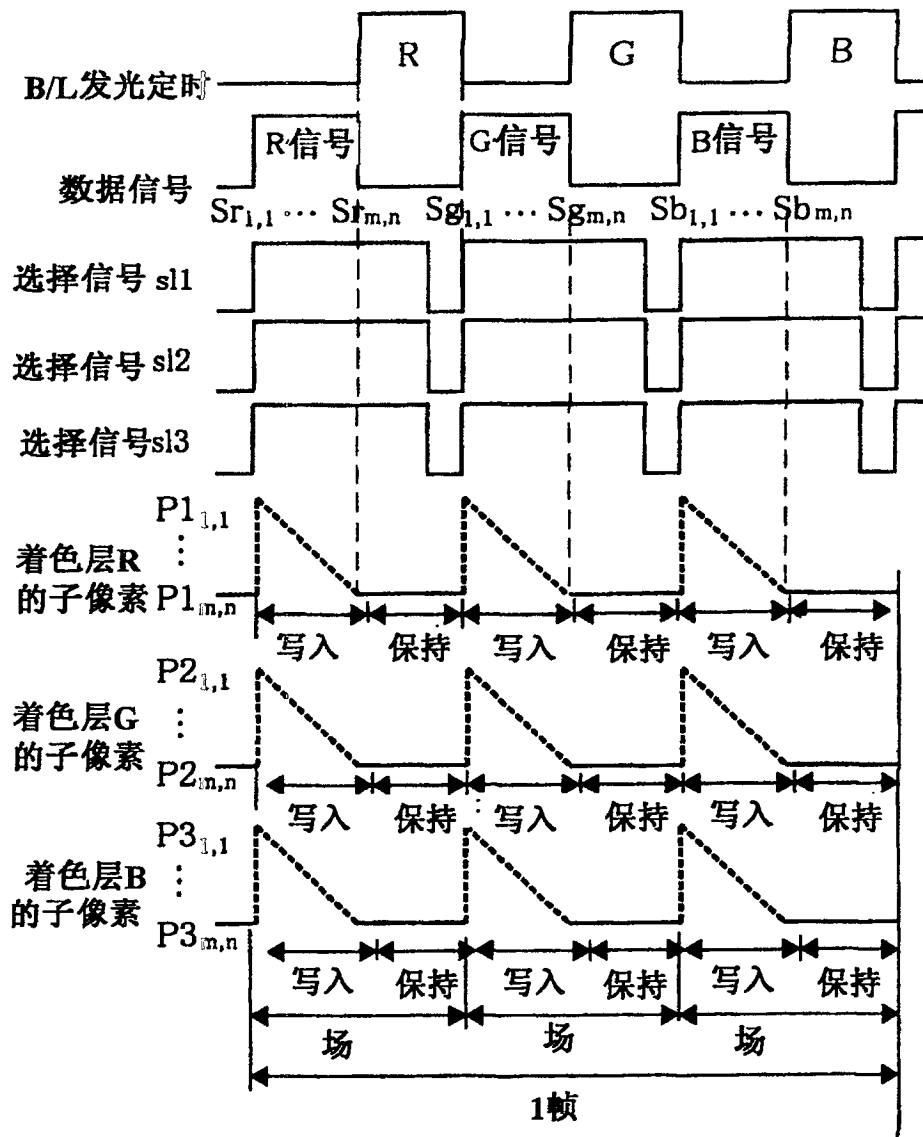 R G B
B/L发光定时
R信号 G信号 B信号
数据信号
Sr1,1 ··· Srm,n Sg1,1 ··· Sgm,n Sb1,1 ··· Sbm,n
选择信号 sl1
选择信号 sl2
选择信号sl3
P11,1
着色层R
的子像素 P1m,n
写入 保持 写入 保持 写入 保持
P21,1
着色层G
的子像素
P2m,n
写入 保持 写入 保持 写入 保持
P31,1
着色层B
的子像素
P3m,n
写入 保持 写入 保持 写入 保持
场 场 场
1帧